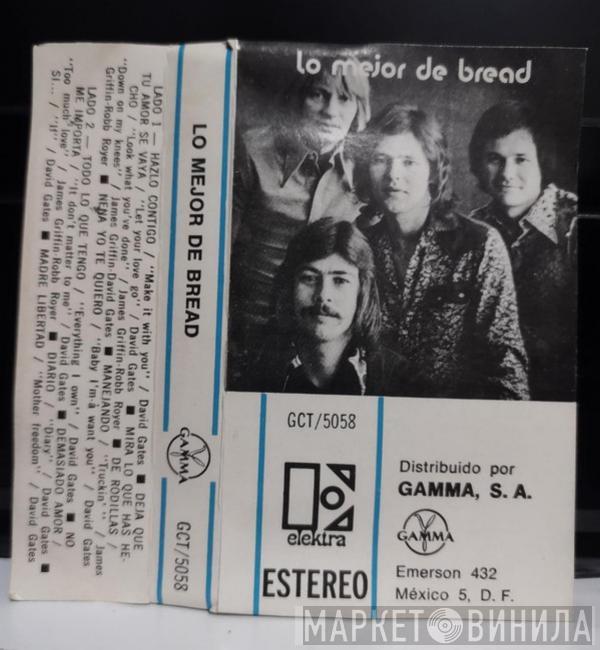 lo mejor de bread
GCT/5058
elektra
ESTEREO
Distribuido por
GAMMA, S. A.
GAMMA
Emerson 432
México 5, D. F.
LO MEJOR DE BREAD
GAMMA
GCT/5058
LADO 1 — HAZLO CONTIGO / "Make it with you" / David Gates ■ DEJA QUE
TU AMOR SE VAYA / "Let your love go" / David Gates ■ MIRA LO QUE HAS HE-
CHO / "Look what you've done" / James Griffin-Robb Royer ■ DE RODILLAS /
"Down on my knees" / James Griffin-David Gates ■ MANEJANDO / "Truckin'" / James
Griffin-Robb Royer ■ NENA YO TE QUIERO / "Baby I'm-a want you" / David Gates
LADO 2 — TODO LO QUE TENGO / "Everything I own" / David Gates ■ NO
ME IMPORTA / "It don't matter to me" / David Gates ■ DEMASIADO AMOR /
"Too much love" / James Griffin-Robb Royer ■ DIARIO / "Diary" / David Gates ■
SI... / "If" / David Gates ■ MADRE LIBERTAD / "Mother freedom" / David Gates
МАРКЕТ ВИНИЛА